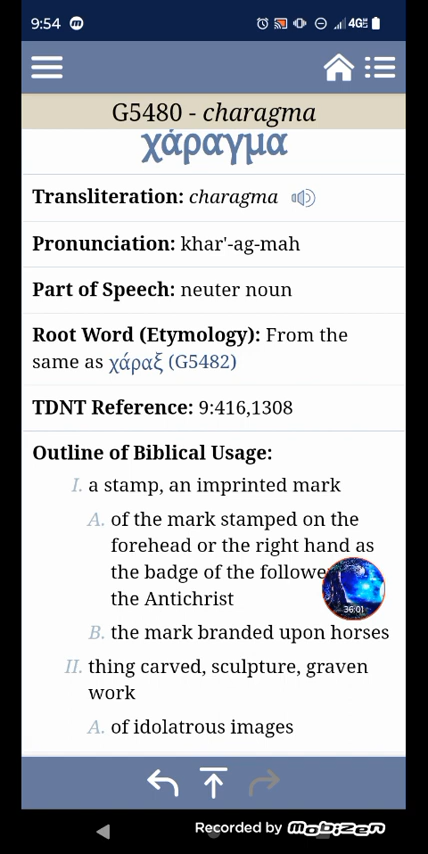 9:54
4G
G5480 - charagma
χάραγμα
Transliteration: charagma
Pronunciation: khar'-ag-mah
Part of Speech: neuter noun
Root Word (Etymology): From the
same as χάραξ (G5482)
TDNT Reference: 9:416,1308
Outline of Biblical Usage:
I. a stamp, an imprinted mark
A. of the mark stamped on the
forehead or the right hand as
the badge of the
the Antichrist
36:01
B. the mark branded upon horses
II. thing carved, sculpture, graven
work
A. of idolatrous images
Recorded by Mobizen